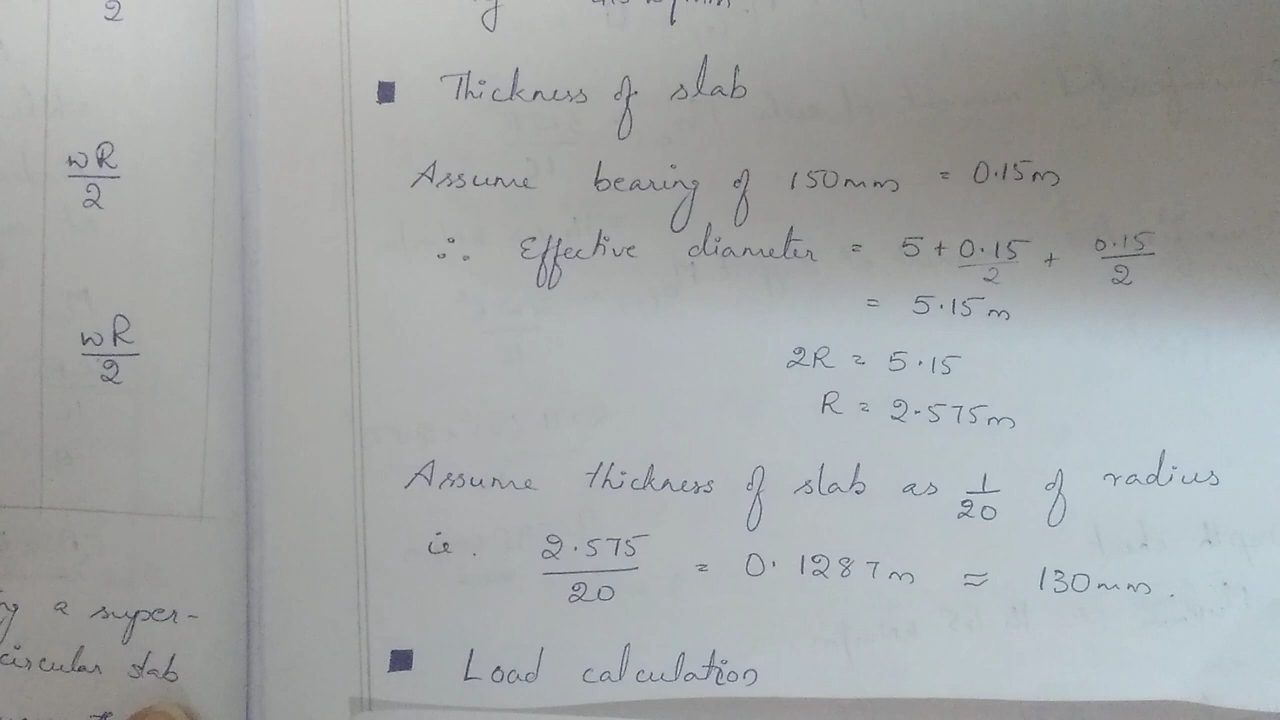 2
wR
2
wR
2
a super-
circular slab
■ Thickness of slab
Assume bearing of 150mm = 0.15m
∴ Effective diameter = 5 + 0.15/2 + 0.15/2
= 5.15m
2R = 5.15
R = 2.575m
Assume thickness of slab as 1/20 of radius
ie. 2.575/20 = 0.1287m ≈ 130mm.
■ Load calculation